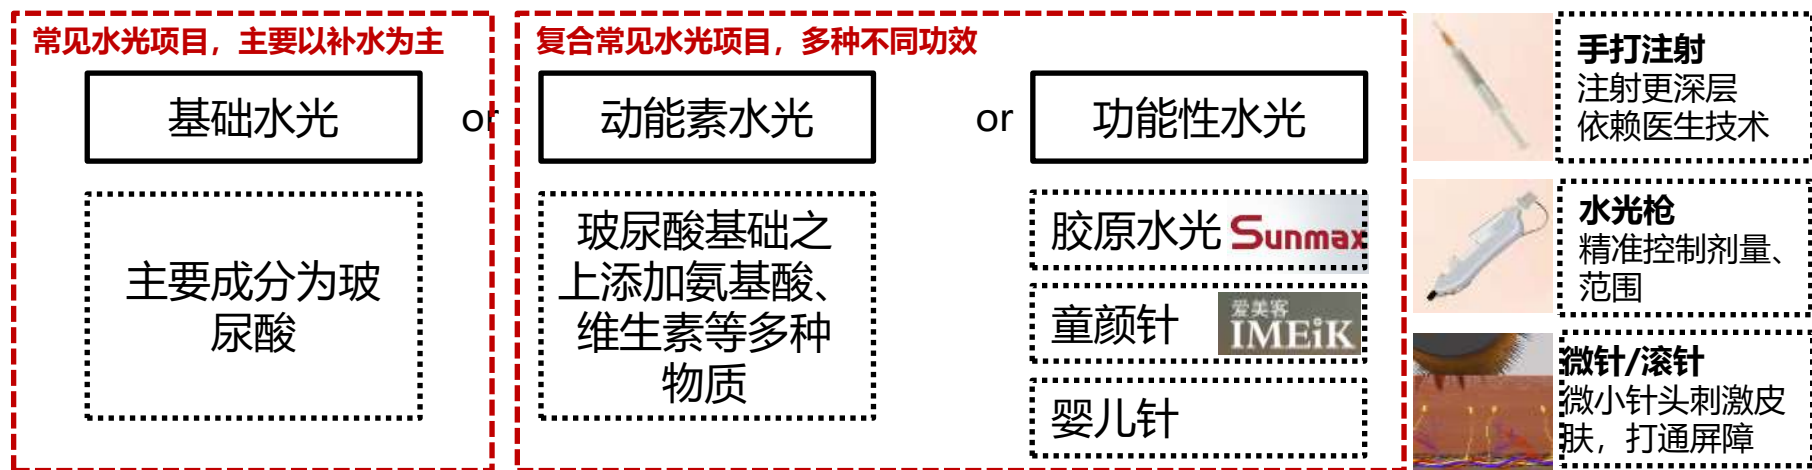 常见水光项目，主要以补水为主
基础水光
主要成分为玻
尿酸
or
复合常见水光项目，多种不同功效
动能素水光
玻尿酸基础之
上添加氨基酸、
维生素等多种
物质
or
功能性水光
胶原水光 Sunmax
童颜针 爱美客
IMEiK
婴儿针
手打注射
注射更深层
依赖医生技术
水光枪
精准控制剂量、
范围
微针/滚针
微小针头刺激皮
肤，打通屏障